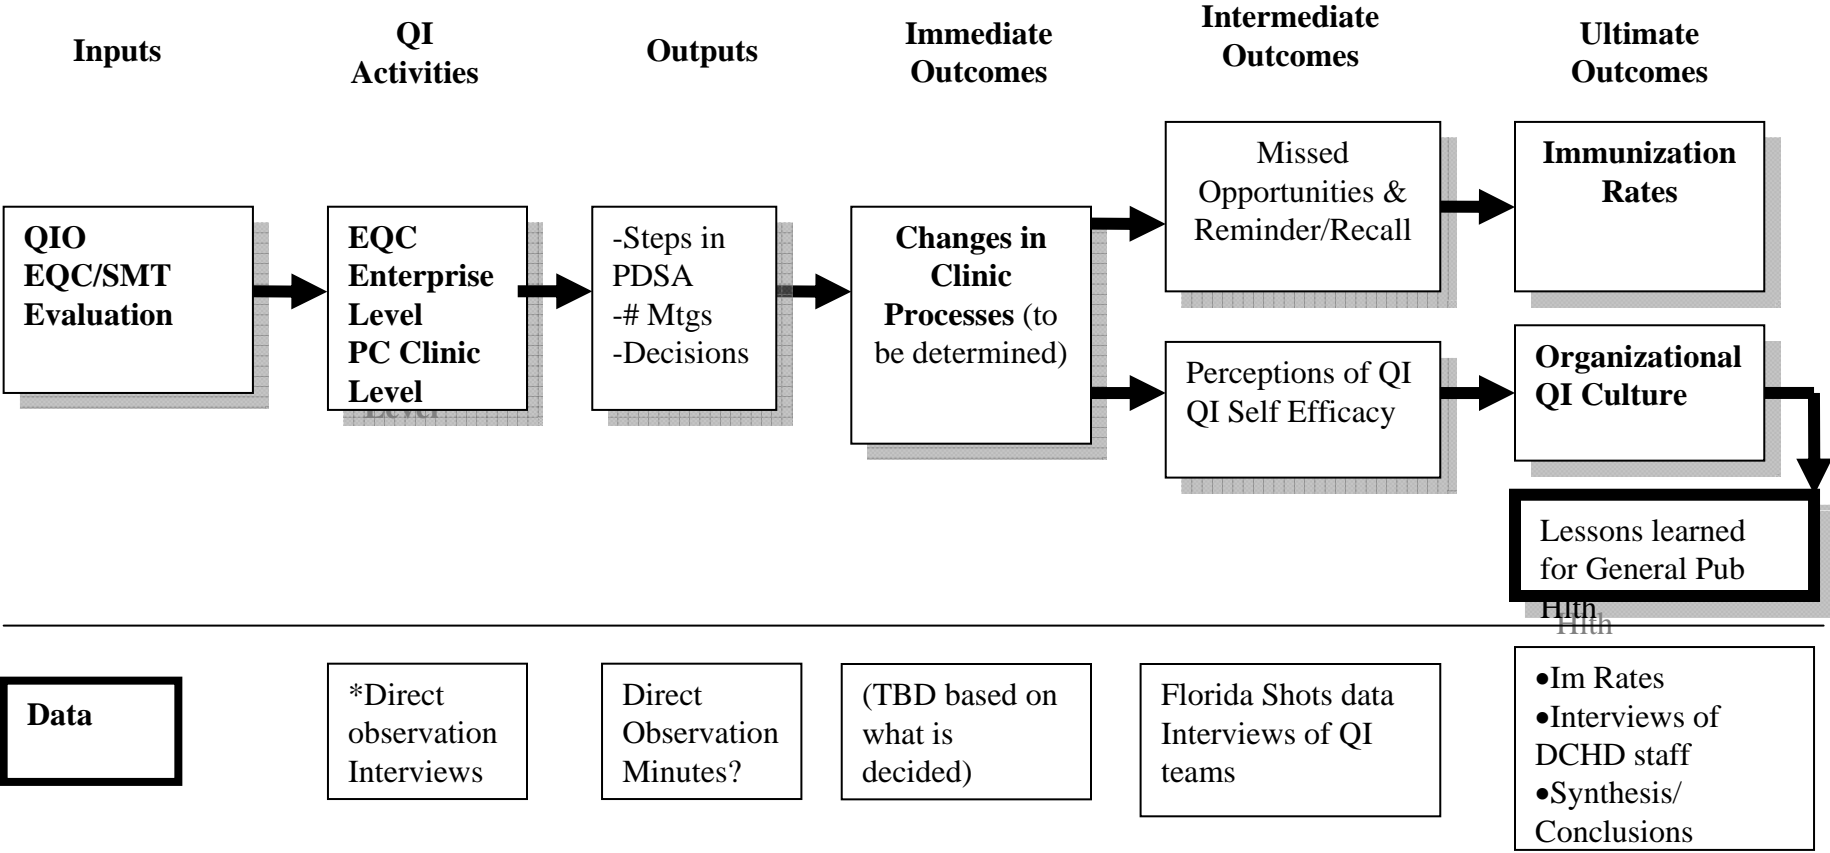 Inputs
QI
Activities
Outputs
Immediate
Outcomes
Intermediate
Outcomes
Ultimate
Outcomes
QIO
EQC/SMT
Evaluation
EQC
Enterprise
Level
PC Clinic
Level
-Steps in
PDSA
-# Mtgs
-Decisions
Changes in
Clinic
Processes (to
be determined)
Missed
Opportunities &
Reminder/Recall
Perceptions of QI
QI Self Efficacy
Immunization
Rates
Organizational
QI Culture
Lessons learned
for General Pub
Hlth
Data
*Direct
observation
Interviews
Direct
Observation
Minutes?
(TBD based on
what is
decided)
Florida Shots data
Interviews of QI
teams
•Im Rates
•Interviews of
DCHD staff
•Synthesis/
Conclusions